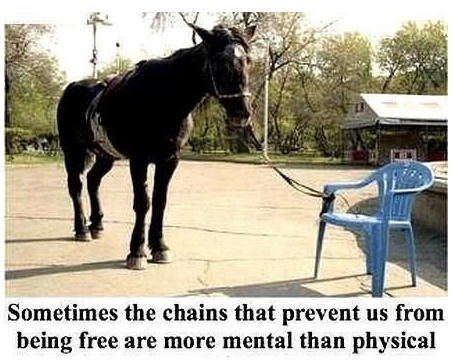 Sometimes the chains that prevent us from
being free are more mental than physical